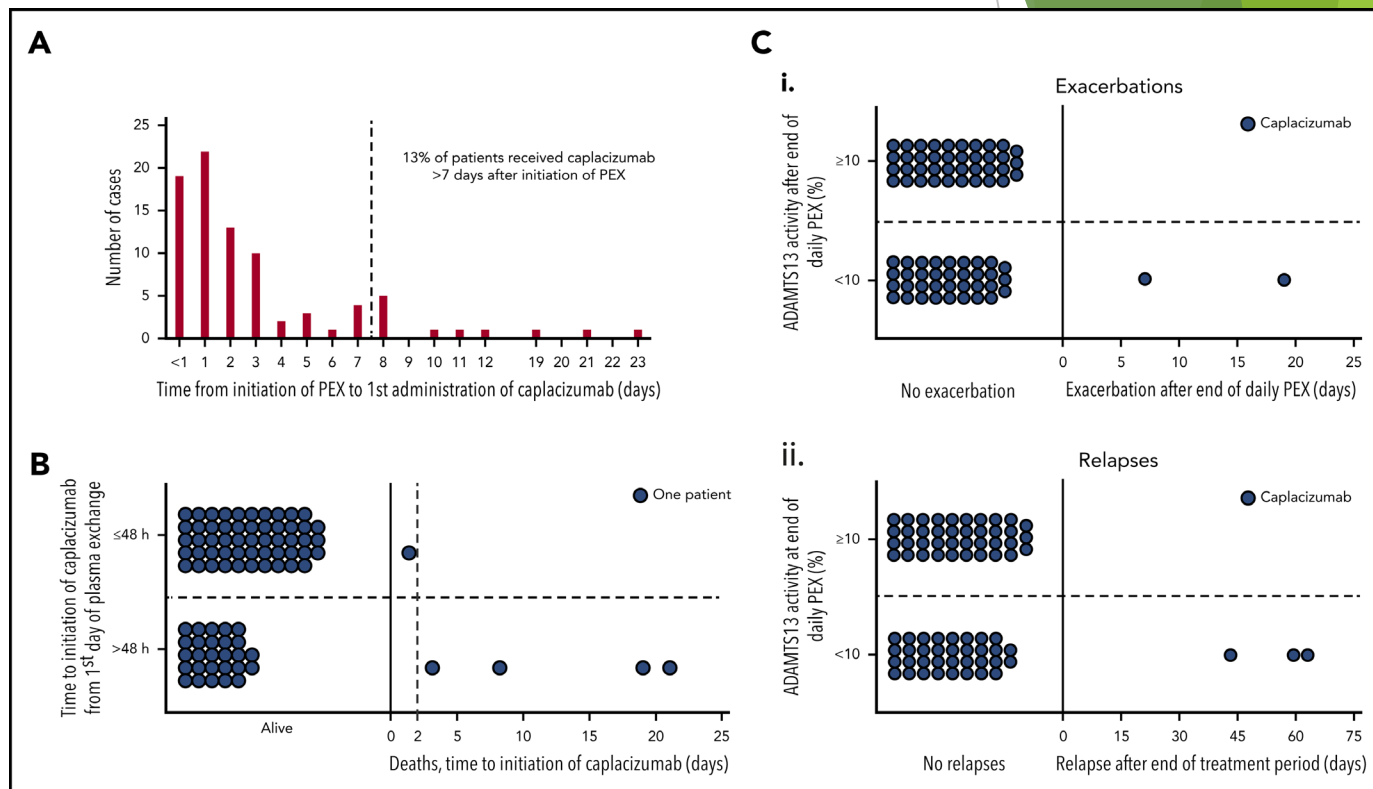 A
25
20
15
10
5
0
Number of cases
13% of patients received caplacizumab
>7 days after initiation of PEX
<1 1 2 3 4 5 6 7 8 9 10 11 12 19 20 21 22 23
Time from initiation of PEX to 1st administration of caplacizumab (days)
B
Time to initiation of caplacizumab
from 1st day of plasma exchange
≤48 h
>48 h
One patient
Alive
0 2 5 10 15 20 25
Deaths, time to initiation of caplacizumab (days)
C
i.
Exacerbations
Caplacizumab
ADAMTS13 activity after end of
daily PEX (%)
≥10
<10
0 5 10 15 20 25
No exacerbation
Exacerbation after end of daily PEX (days)
ii.
Relapses
Caplacizumab
ADAMTS13 activity at end of
daily PEX (%)
≥10
<10
0 15 30 45 60 75
No relapses
Relapse after end of treatment period (days)